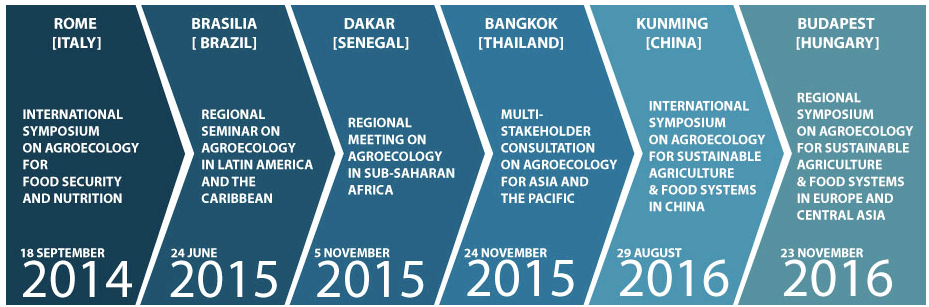 ROME
[ITALY]
INTERNATIONAL
SYMPOSIUM
ON AGROECOLOGY
FOR
FOOD SECURITY
AND NUTRITION
18 SEPTEMBER
2014
BRASILIA
[ BRAZIL]
REGIONAL
SEMINAR ON
AGROECOLOGY
IN LATIN AMERICA
AND THE
CARIBBEAN
24 JUNE
2015
DAKAR
[SENEGAL]
REGIONAL
MEETING ON
AGROECOLOGY
IN SUB-SAHARAN
AFRICA
5 NOVEMBER
2015
BANGKOK
[THAILAND]
MULTI-
STAKEHOLDER
CONSULTATION
ON AGROECOLOGY
FOR ASIA AND
THE PACIFIC
24 NOVEMBER
2015
KUNMING
[CHINA]
INTERNATIONAL
SYMPOSIUM
ON AGROECOLOGY
FOR SUSTAINABLE
AGRICULTURE
& FOOD SYSTEMS
IN CHINA
29 AUGUST
2016
BUDAPEST
[HUNGARY]
REGIONAL
SYMPOSIUM
ON AGROECOLOGY
FOR SUSTAINABLE
AGRICULTURE
& FOOD SYSTEMS
IN EUROPE AND
CENTRAL ASIA
23 NOVEMBER
2016